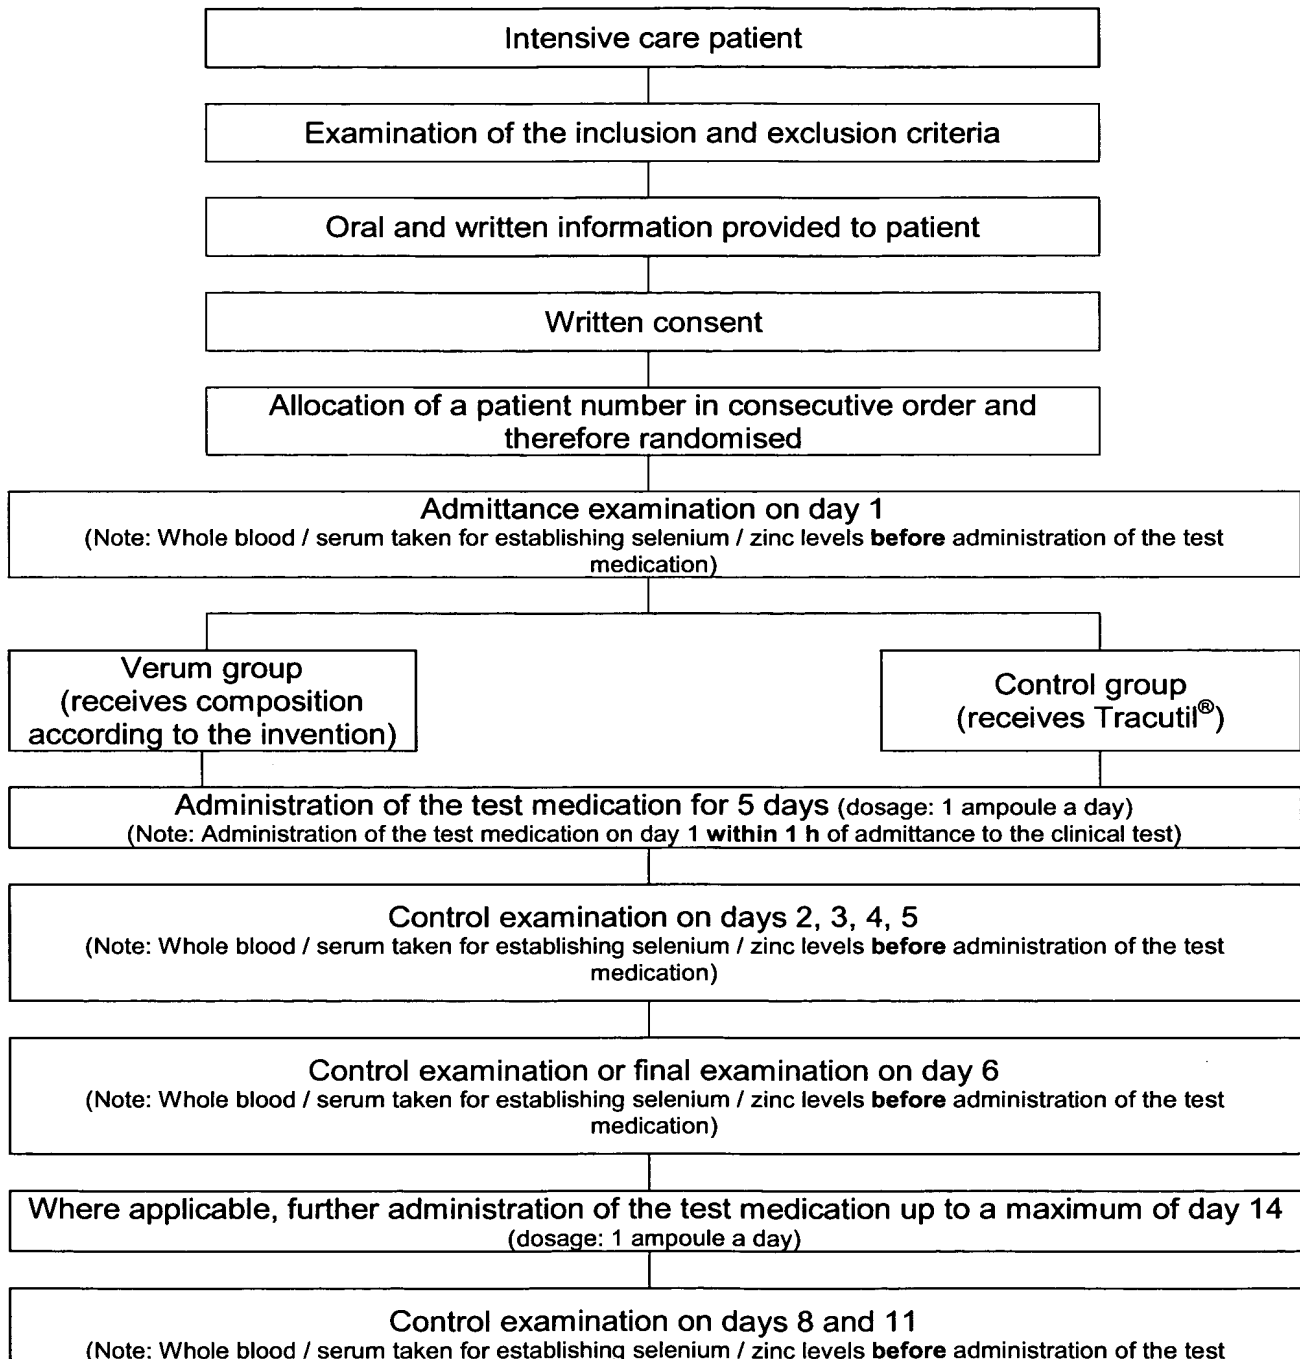 Intensive care patient
Examination of the inclusion and exclusion criteria
Oral and written information provided to patient
Written consent
Allocation of a patient number in consecutive order and
therefore randomised
Admittance examination on day 1
(Note: Whole blood / serum taken for establishing selenium / zinc levels before administration of the test
medication)
Verum group
(receives composition
according to the invention)
Control group
(receives Tracutil®)
Administration of the test medication for 5 days (dosage: 1 ampoule a day)
(Note: Administration of the test medication on day 1 within 1 h of admittance to the clinical test)
Control examination on days 2, 3, 4, 5
(Note: Whole blood / serum taken for establishing selenium / zinc levels before administration of the test
medication)
Control examination or final examination on day 6
(Note: Whole blood / serum taken for establishing selenium / zinc levels before administration of the test
medication)
Where applicable, further administration of the test medication up to a maximum of day 14
(dosage: 1 ampoule a day)
Control examination on days 8 and 11
(Note: Whole blood / serum taken for establishing selenium / zinc levels before administration of the test